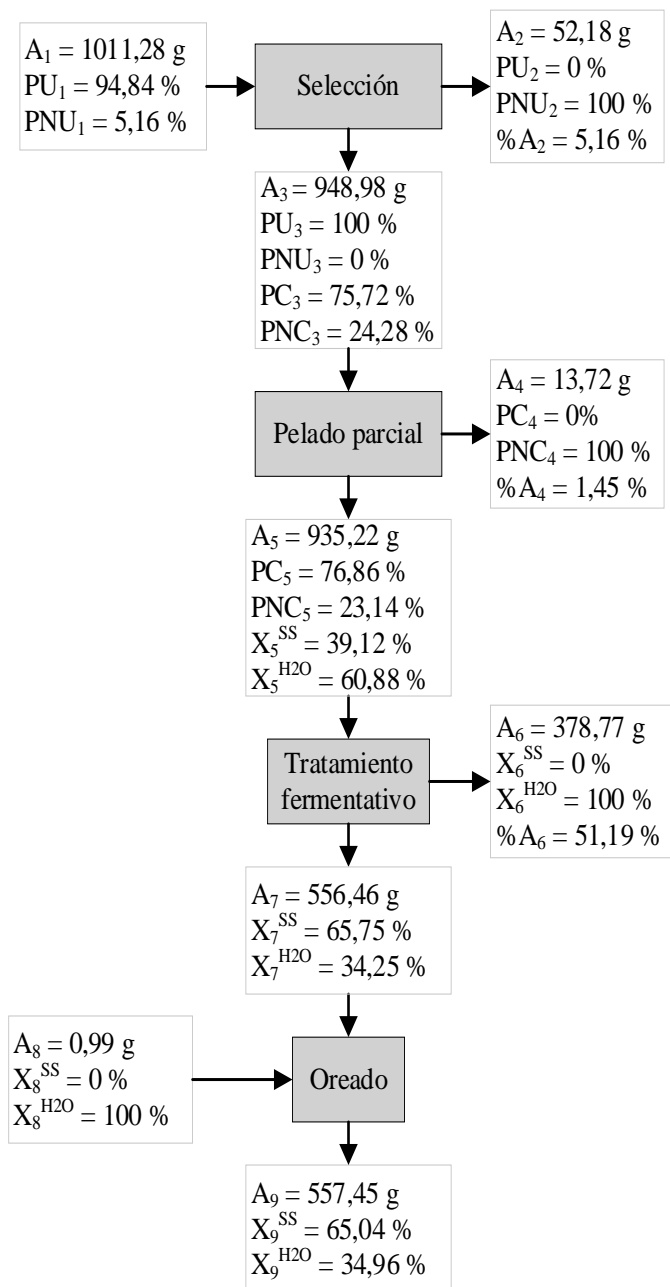 A₁ = 1011,28 g
PU₁ = 94,84 %
PNU₁ = 5,16 %
Selección
A₂ = 52,18 g
PU₂ = 0 %
PNU₂ = 100 %
%A₂ = 5,16 %
A₃ = 948,98 g
PU₃ = 100 %
PNU₃ = 0 %
PC₃ = 75,72 %
PNC₃ = 24,28 %
Pelado parcial
A₄ = 13,72 g
PC₄ = 0%
PNC₄ = 100 %
%A₄ = 1,45 %
A₅ = 935,22 g
PC₅ = 76,86 %
PNC₅ = 23,14 %
X₅^SS = 39,12 %
X₅^H2O = 60,88 %
Tratamiento
fermentativo
A₆ = 378,77 g
X₆^SS = 0 %
X₆^H2O = 100 %
%A₆ = 51,19 %
A₇ = 556,46 g
X₇^SS = 65,75 %
X₇^H2O = 34,25 %
A₈ = 0,99 g
X₈^SS = 0 %
X₈^H2O = 100 %
Oreado
A₉ = 557,45 g
X₉^SS = 65,04 %
X₉^H2O = 34,96 %